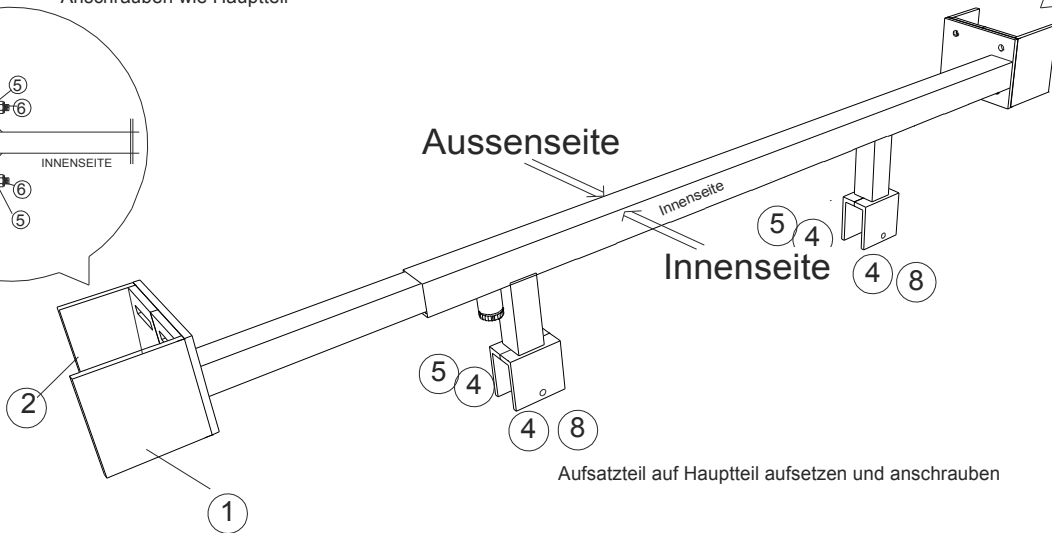 Anschrauben wie Hauptteil
5
6
INNENSEITE
6
5
Aussenseite
Innenseite
5 4
Innenseite
4 8
2
5 4
4 8
Aufsatzteil auf Hauptteil aufsetzen und anschrauben
1